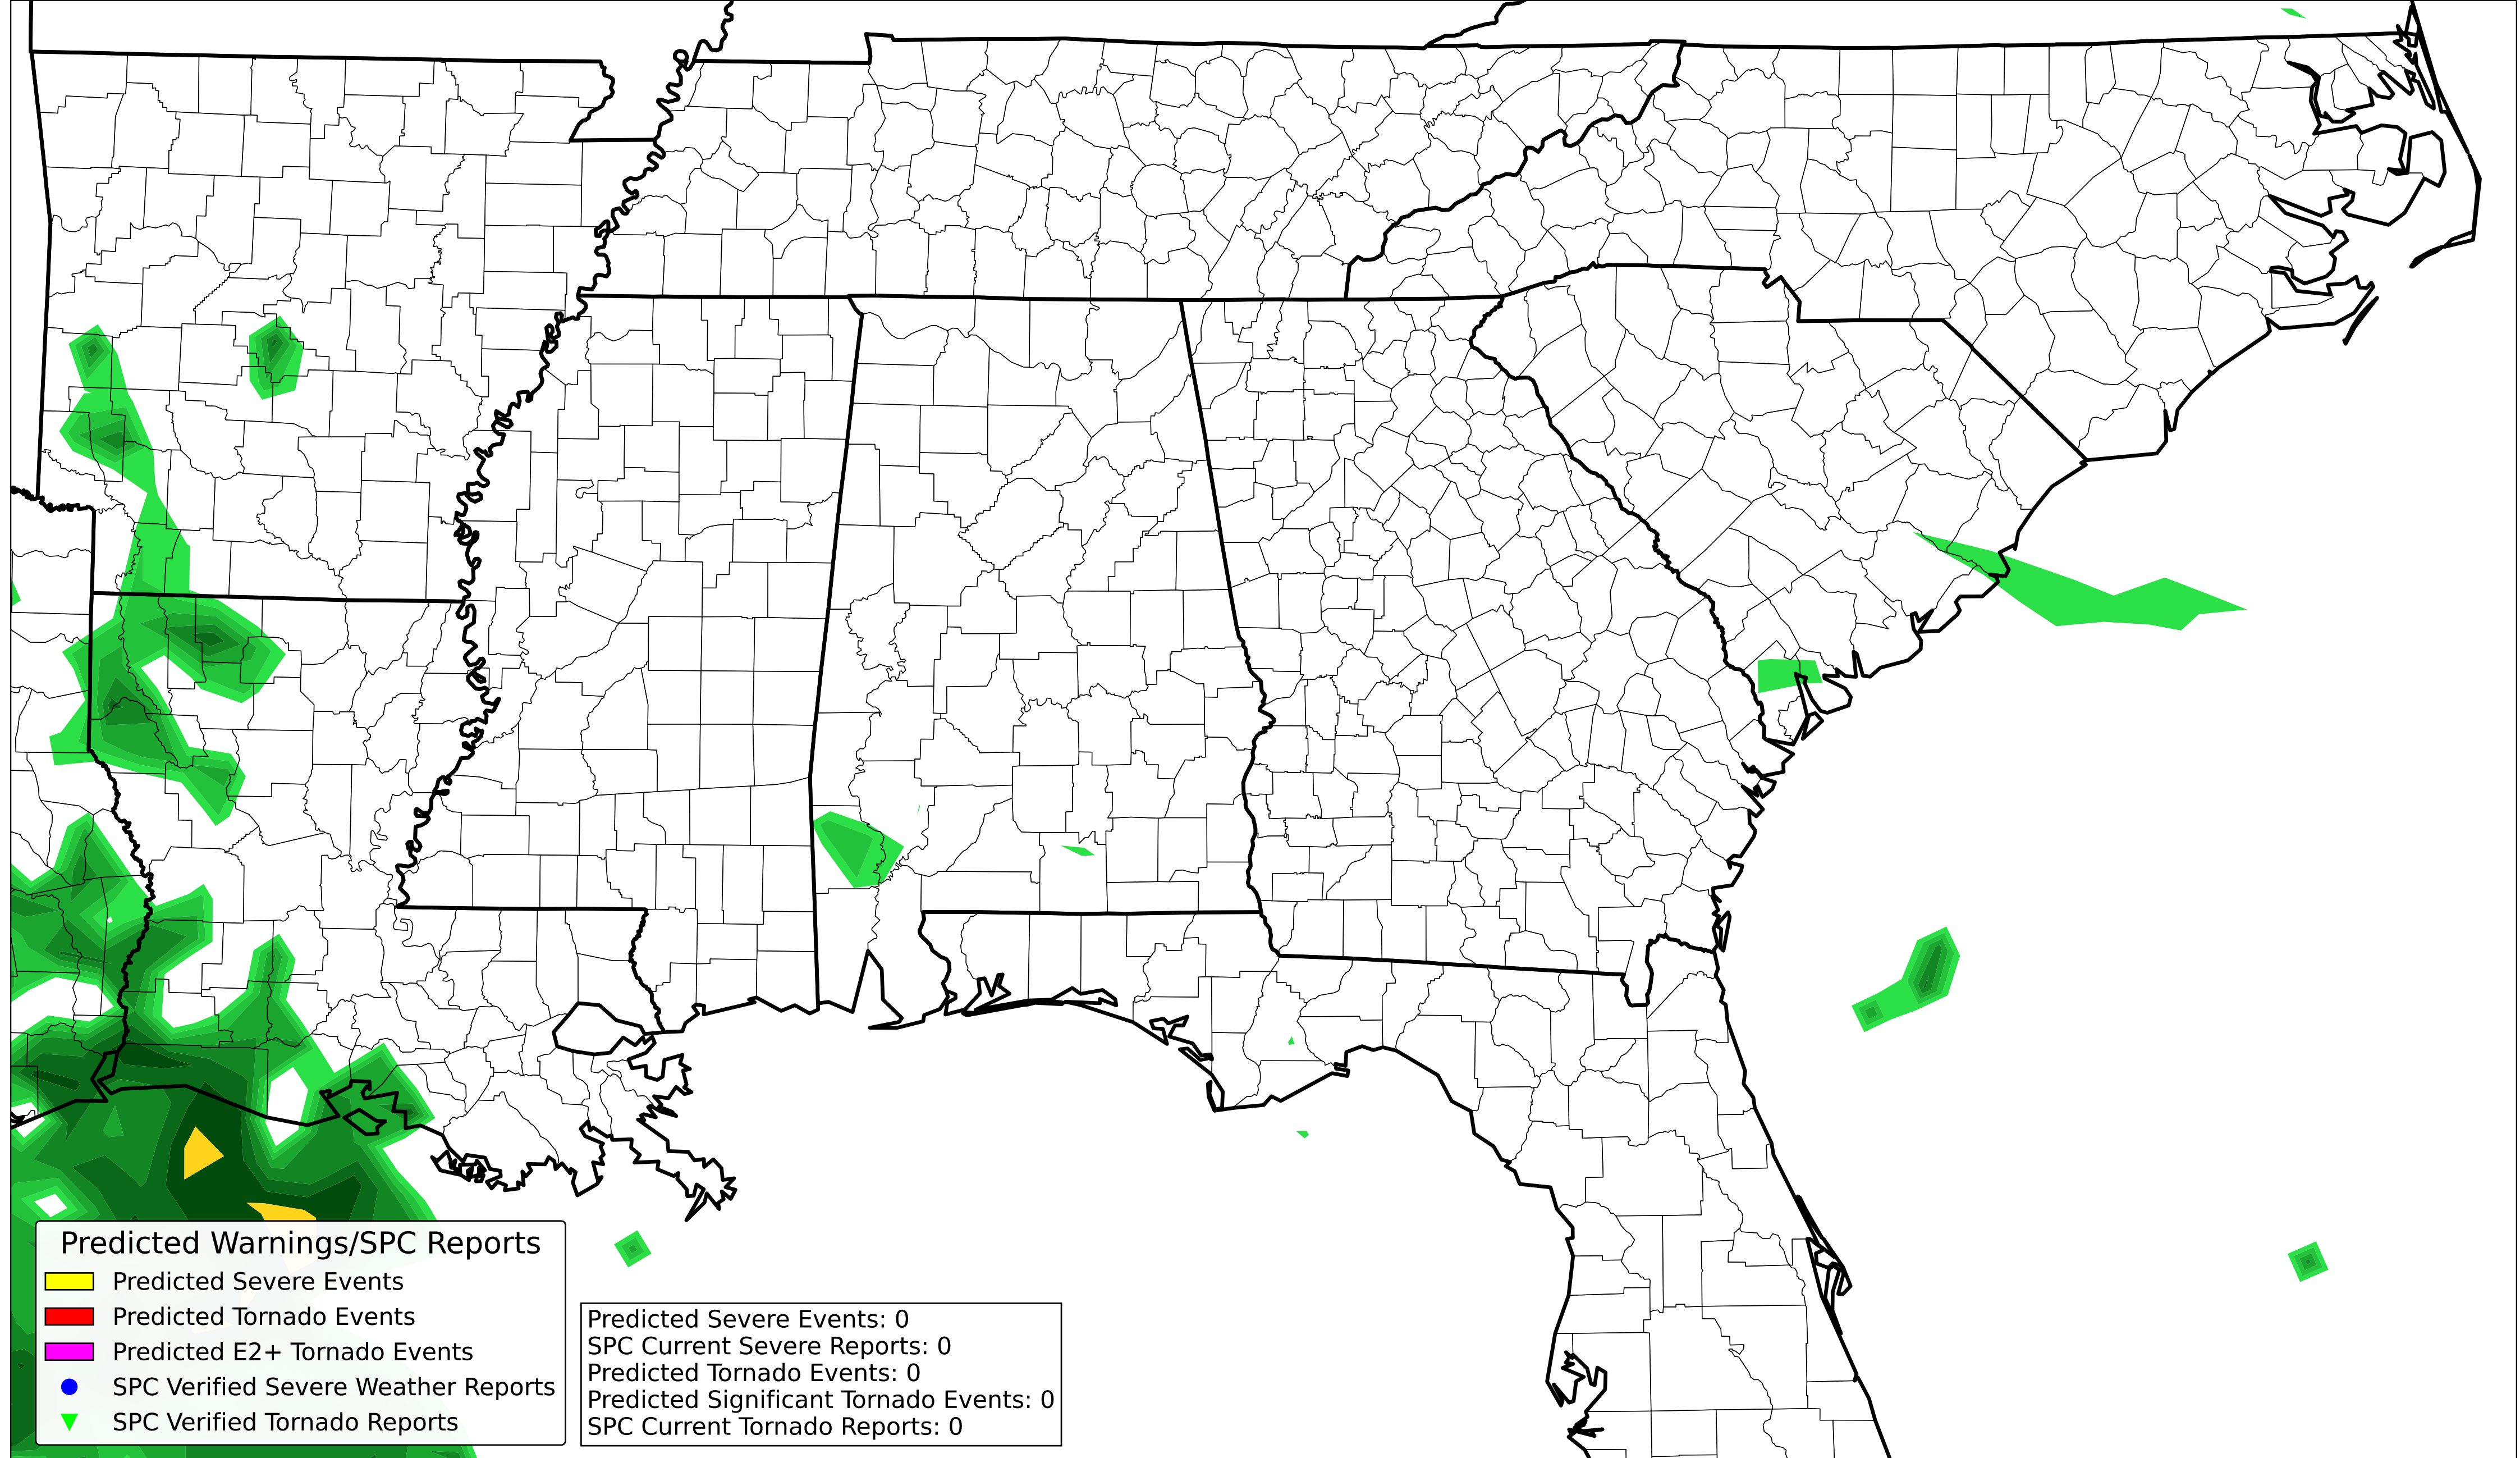 Predicted Warnings/SPC Reports
Predicted Severe Events
Predicted Tornado Events
Predicted E2+ Tornado Events
SPC Verified Severe Weather Reports
SPC Verified Tornado Reports
Predicted Severe Events: 0
SPC Current Severe Reports: 0
Predicted Tornado Events: 0
Predicted Significant Tornado Events: 0
SPC Current Tornado Reports: 0